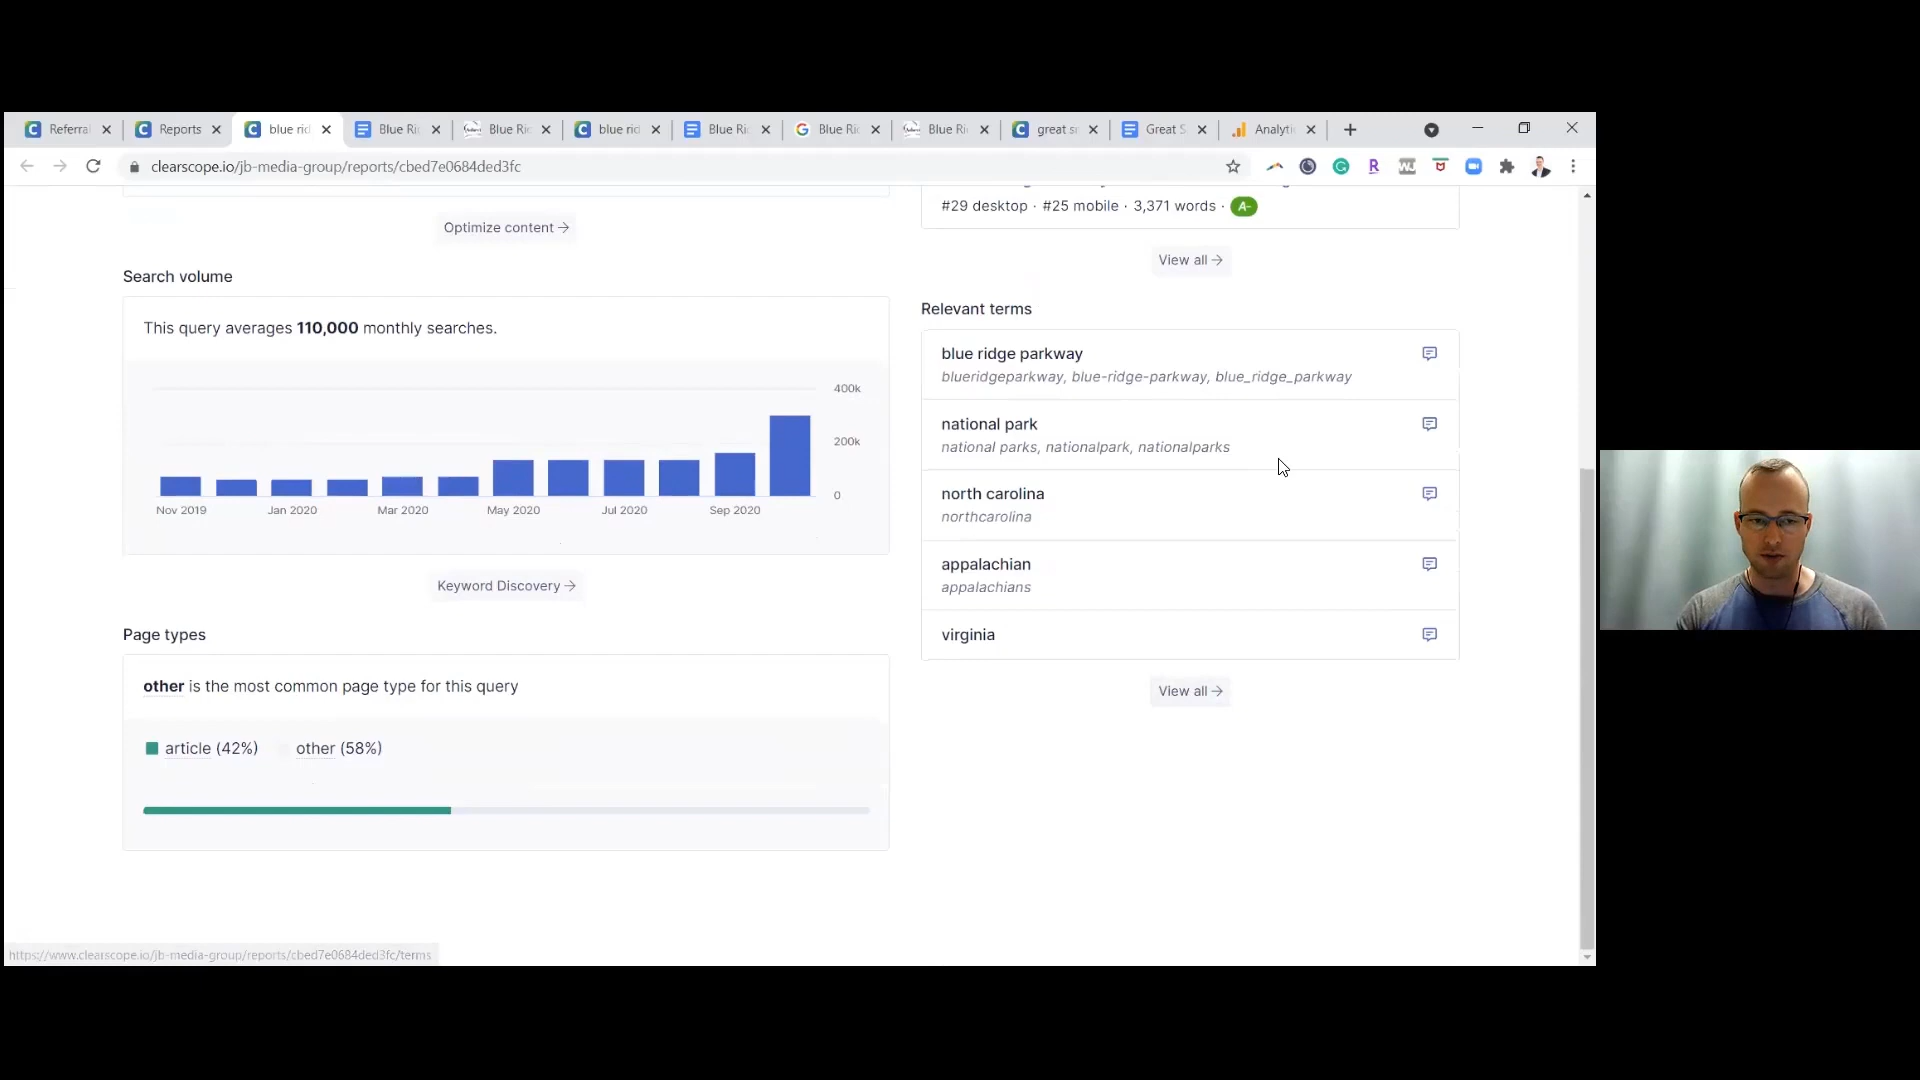 Referral
Reports
blue rid
Blue Ri
Blue Ri
blue rid
Blue Ri
Blue Ri
Blue Ri
great s
Great S
Analyti
clearscope.io/jb-media-group/reports/cbed7e0684ded3fc
Optimize content →
Search volume
This query averages 110,000 monthly searches.
400k
200k
0
Nov 2019
Jan 2020
Mar 2020
May 2020
Jul 2020
Sep 2020
Keyword Discovery →
Page types
other is the most common page type for this query
article (42%) other (58%)
#29 desktop · #25 mobile · 3,371 words · A-
View all →
Relevant terms
blue ridge parkway
blueridgeparkway, blue-ridge-parkway, blue_ridge_parkway
national park
national parks, nationalpark, nationalparks
north carolina
northcarolina
appalachian
appalachians
virginia
View all →
https://www.clearscope.io/jb-media-group/reports/cbed7e0684ded3fc/terms